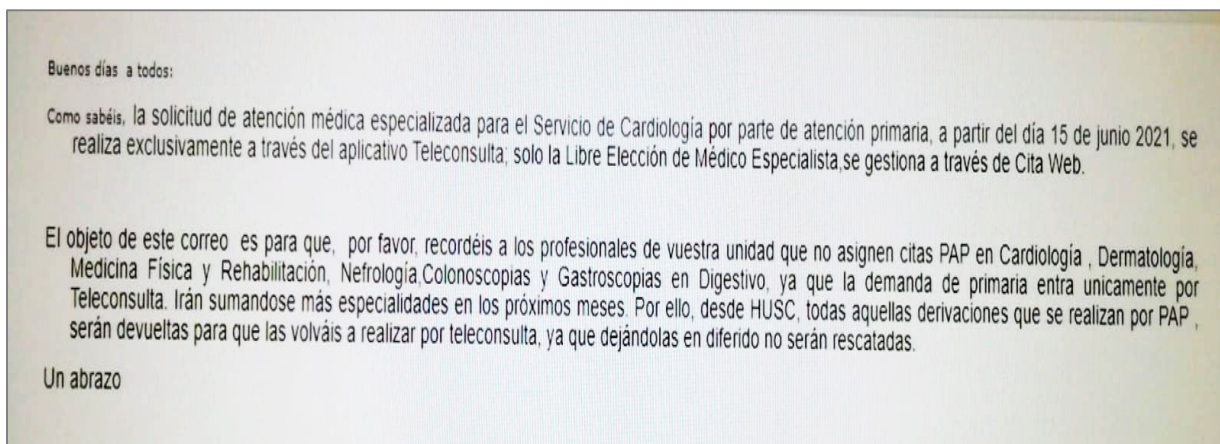 Buenos días a todos:
Como sabéis, la solicitud de atención médica especializada para el Servicio de Cardiología por parte de atención primaria, a partir del día 15 de junio 2021, se
realiza exclusivamente a través del aplicativo Teleconsulta; solo la Libre Elección de Médico Especialista,se gestiona a través de Cita Web.
El objeto de este correo es para que, por favor, recordéis a los profesionales de vuestra unidad que no asignen citas PAP en Cardiología , Dermatología,
Medicina Física y Rehabilitación, Nefrología,Colonoscopias y Gastroscopias en Digestivo, ya que la demanda de primaria entra unicamente por
Teleconsulta. Irán sumandose más especialidades en los próximos meses. Por ello, desde HUSC, todas aquellas derivaciones que se realizan por PAP ,
serán devueltas para que las volváis a realizar por teleconsulta, ya que dejándolas en diferido no serán rescatadas.
Un abrazo